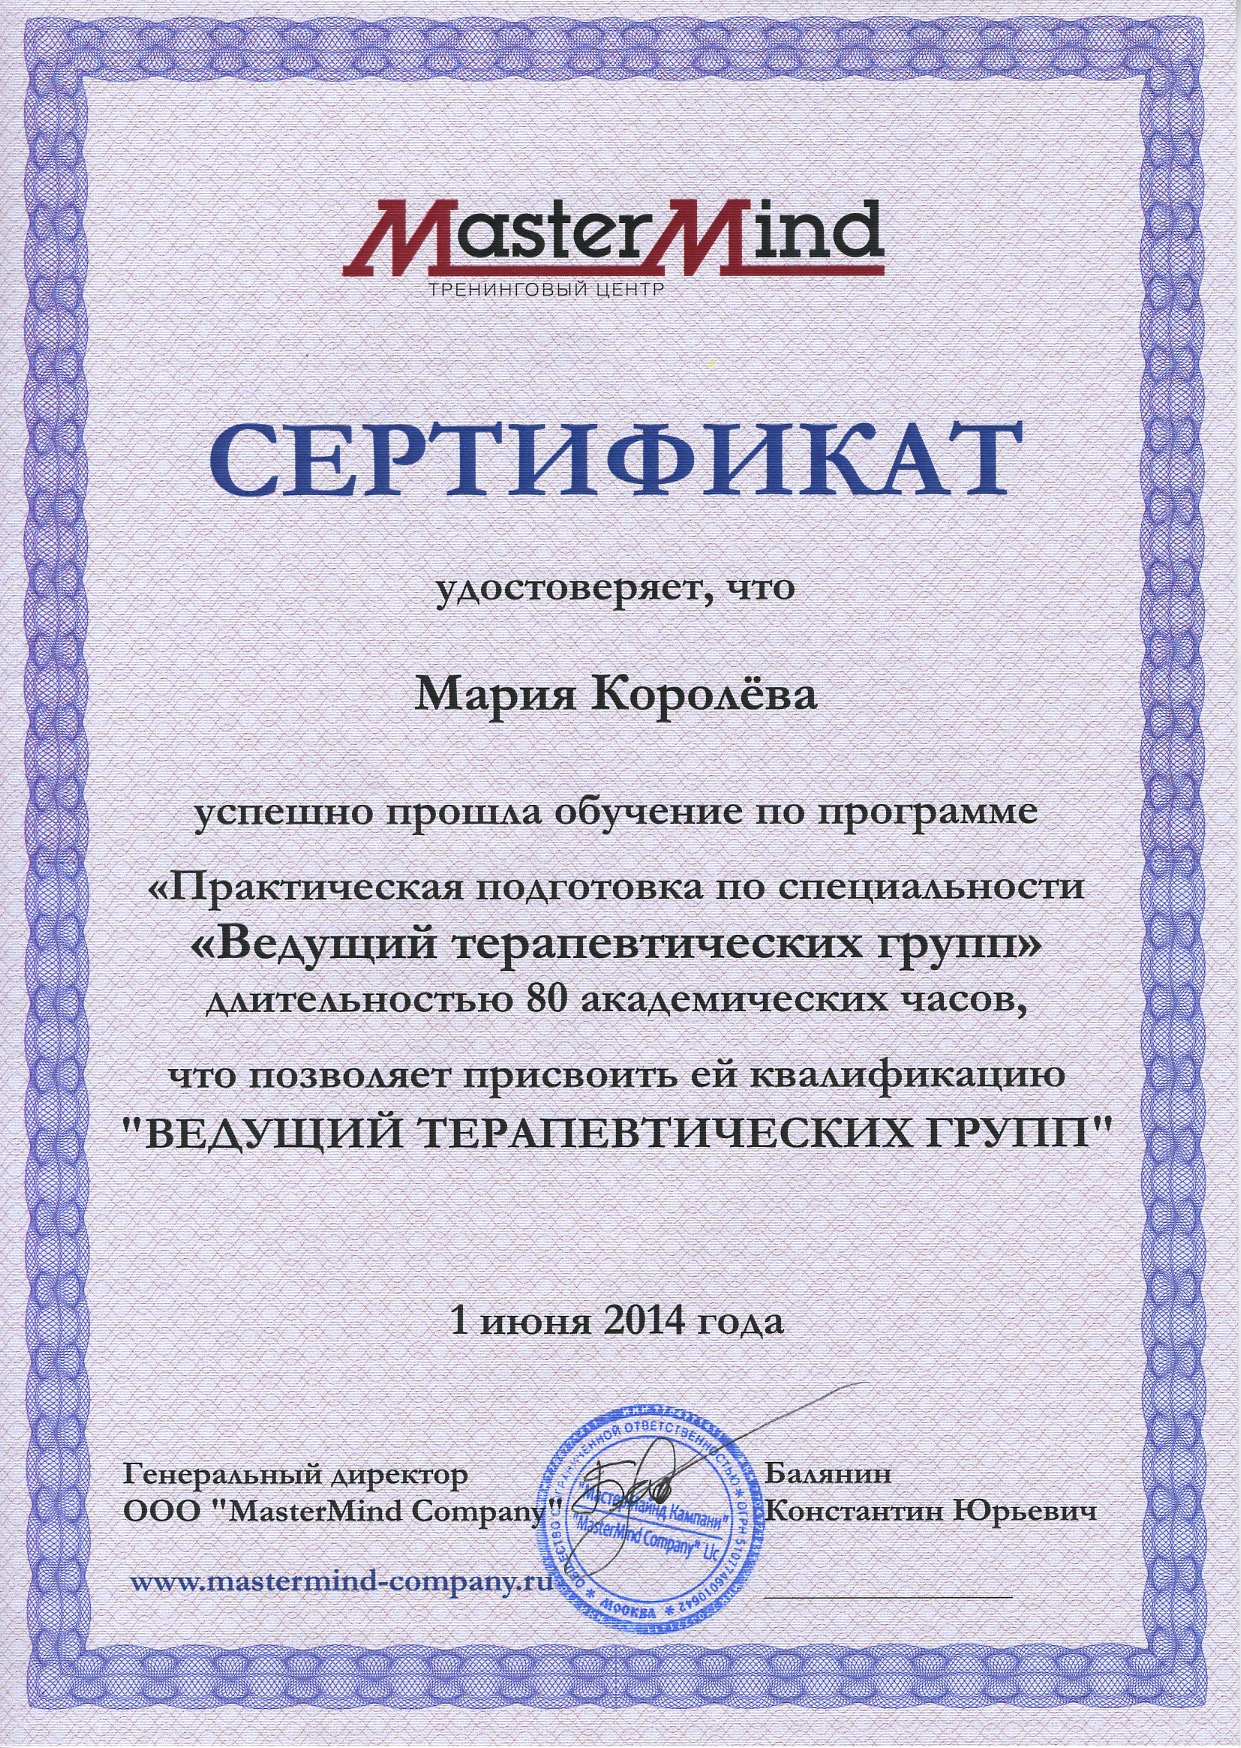 MasterMind
ТРЕНИНГОВЫЙ ЦЕНТР
СЕРТИФИКАТ
удостоверяет, что
Мария Королёва
успешно прошла обучение по программе
«Практическая подготовка по специальности
«Ведущий терапевтических групп»
длительностью 80 академических часов,
что позволяет присвоить ей квалификацию
"ВЕДУЩИЙ ТЕРАПЕВТИЧЕСКИХ ГРУПП"
1 июня 2014 года
Генеральный директор
ООО "MasterMind Company"
www.mastermind-company.ru
ОБЩЕСТВО С ОГРАНИЧЕННОЙ ОТВЕТСТВЕННОСТЬЮ * ОГРН 5107746010642
* МОСКВА *
"МастерМайнд Кампани"
"MasterMind Company" Llc
Балянин
Константин Юрьевич